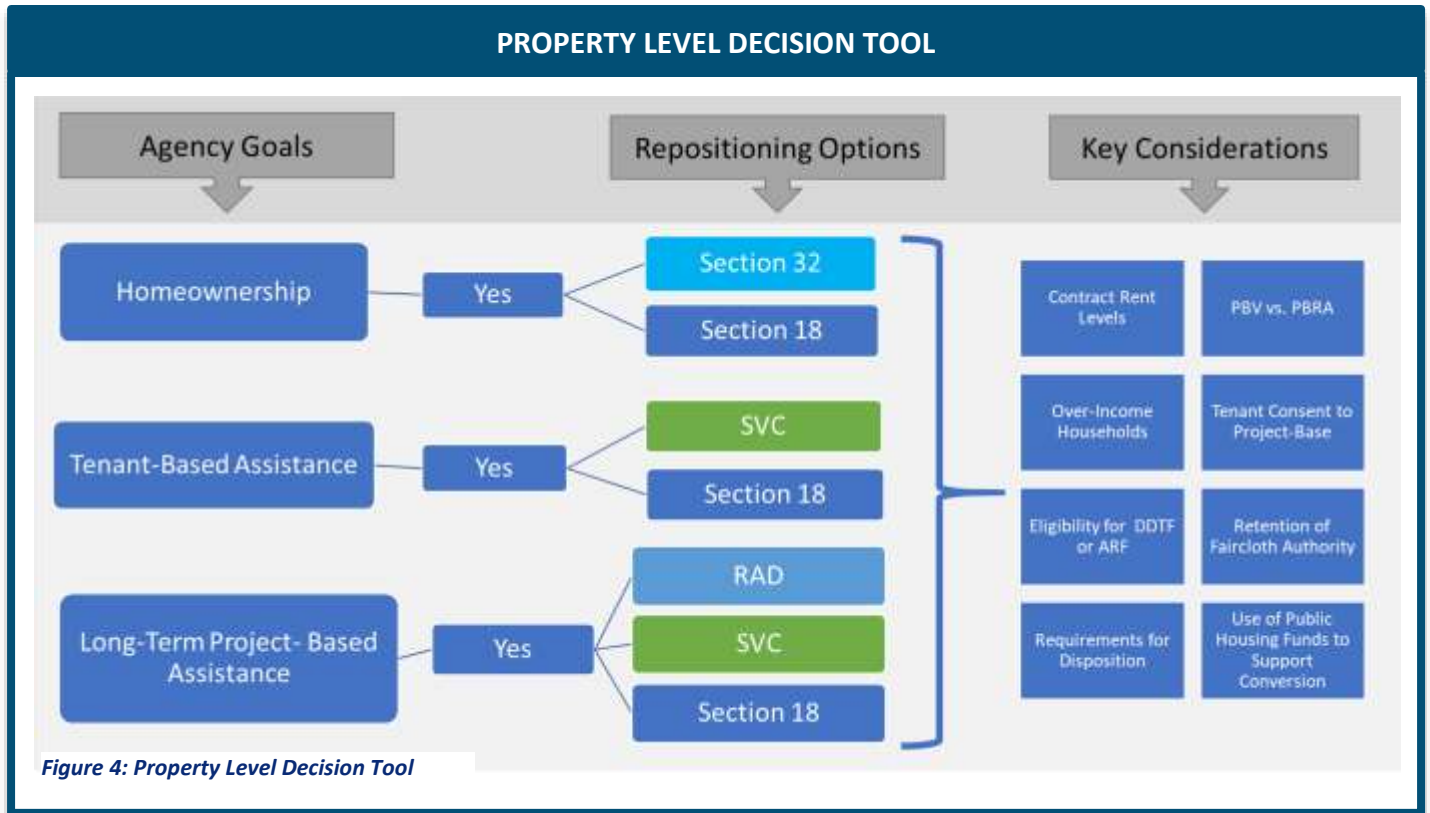 PROPERTY LEVEL DECISION TOOL
Agency Goals
Repositioning Options
Key Considerations
Homeownership
Yes
Section 32
Section 18
Tenant-Based Assistance
Yes
SVC
Section 18
Long-Term Project- Based
Assistance
Yes
RAD
SVC
Section 18
Contract Rent
Levels
PBV vs. PBRA
Over-Income
Households
Tenant Consent to
Project-Base
Eligibility for DDTF
or ARF
Retention of
Faircloth Authority
Requirements for
Disposition
Use of Public
Housing Funds to
Support
Conversion
Figure 4: Property Level Decision Tool